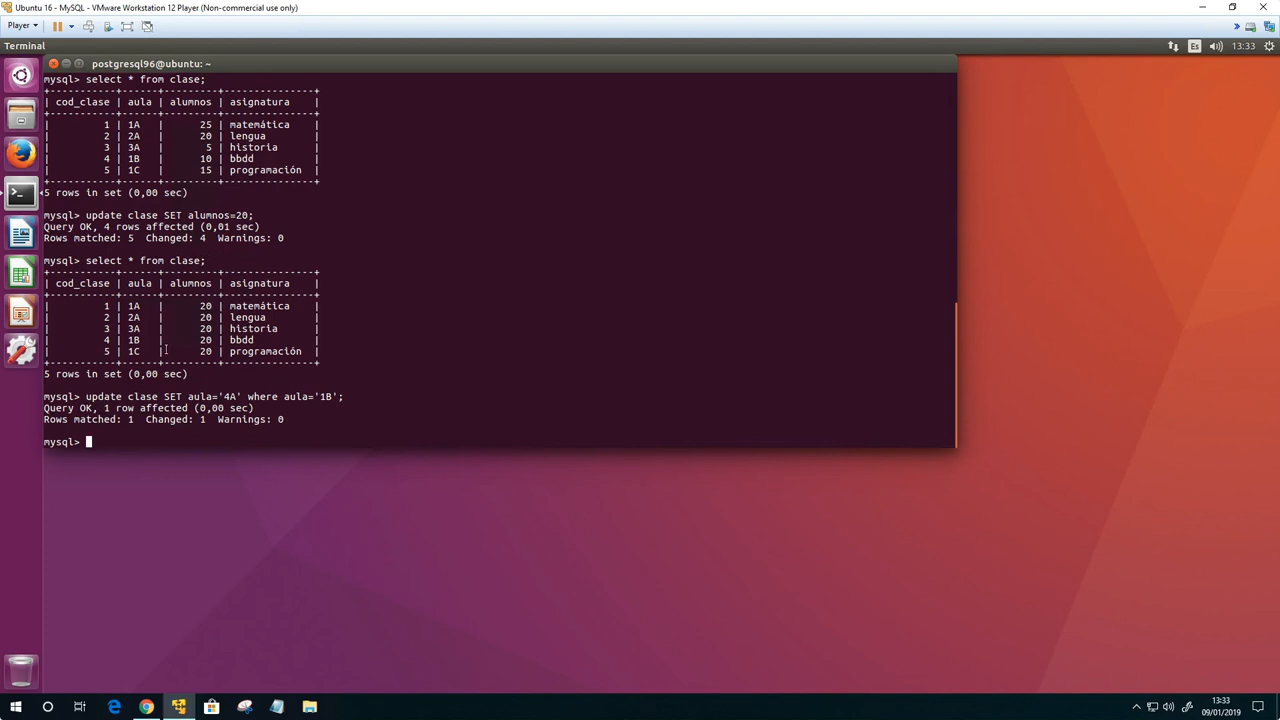 Ubuntu 16 - MySQL - VMware Workstation 12 Player (Non-commercial use only)
Player
Terminal
Es
13:33
postgresql96@ubuntu: ~
mysql> select * from clase;
+-----------+------+---------+--------------+
| cod_clase | aula | alumnos | asignatura   |
+-----------+------+---------+--------------+
|         1 | 1A   |      25 | matemática   |
|         2 | 2A   |      20 | lengua       |
|         3 | 3A   |       5 | historia     |
|         4 | 1B   |      10 | bbdd         |
|         5 | 1C   |      15 | programación |
+-----------+------+---------+--------------+
5 rows in set (0,00 sec)
mysql> update clase SET alumnos=20;
Query OK, 4 rows affected (0,01 sec)
Rows matched: 5  Changed: 4  Warnings: 0
mysql> select * from clase;
+-----------+------+---------+--------------+
| cod_clase | aula | alumnos | asignatura   |
+-----------+------+---------+--------------+
|         1 | 1A   |      20 | matemática   |
|         2 | 2A   |      20 | lengua       |
|         3 | 3A   |      20 | historia     |
|         4 | 1B   |      20 | bbdd         |
|         5 | 1C   |      20 | programación |
+-----------+------+---------+--------------+
5 rows in set (0,00 sec)
mysql> update clase SET aula='4A' where aula='1B';
Query OK, 1 row affected (0,00 sec)
Rows matched: 1  Changed: 1  Warnings: 0
mysql>
13:33
09/01/2019